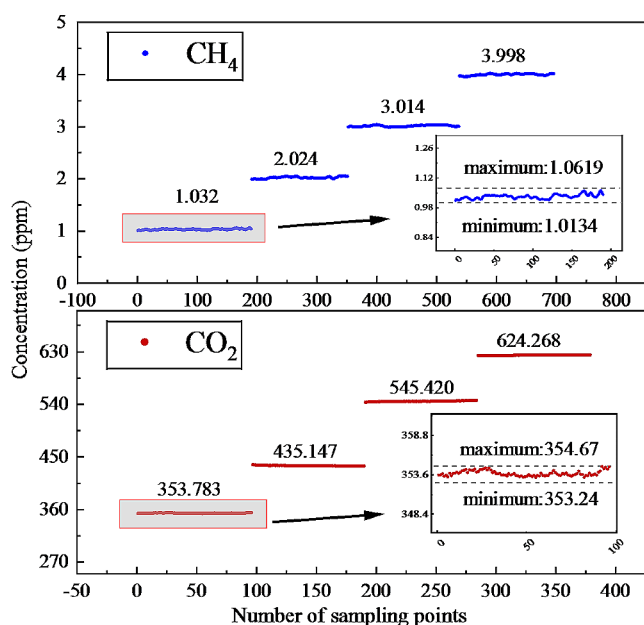 5
CH4
3.998
4
3.014
3
1.26
maximum:1.0619
2.024
1.12
2
0.98
1.032
minimum:1.0134
0.84
1
0 50 100 150 200
0
-100 0 100 200 300 400 500 600 700 800
Concentration (ppm)
CO2
624.268
630
545.420
540
358.8
maximum:354.67
435.147
450
353.6
353.783
minimum:353.24
360
348.4
0 50 100
270
-50 0 50 100 150 200 250 300 350 400
Number of sampling points